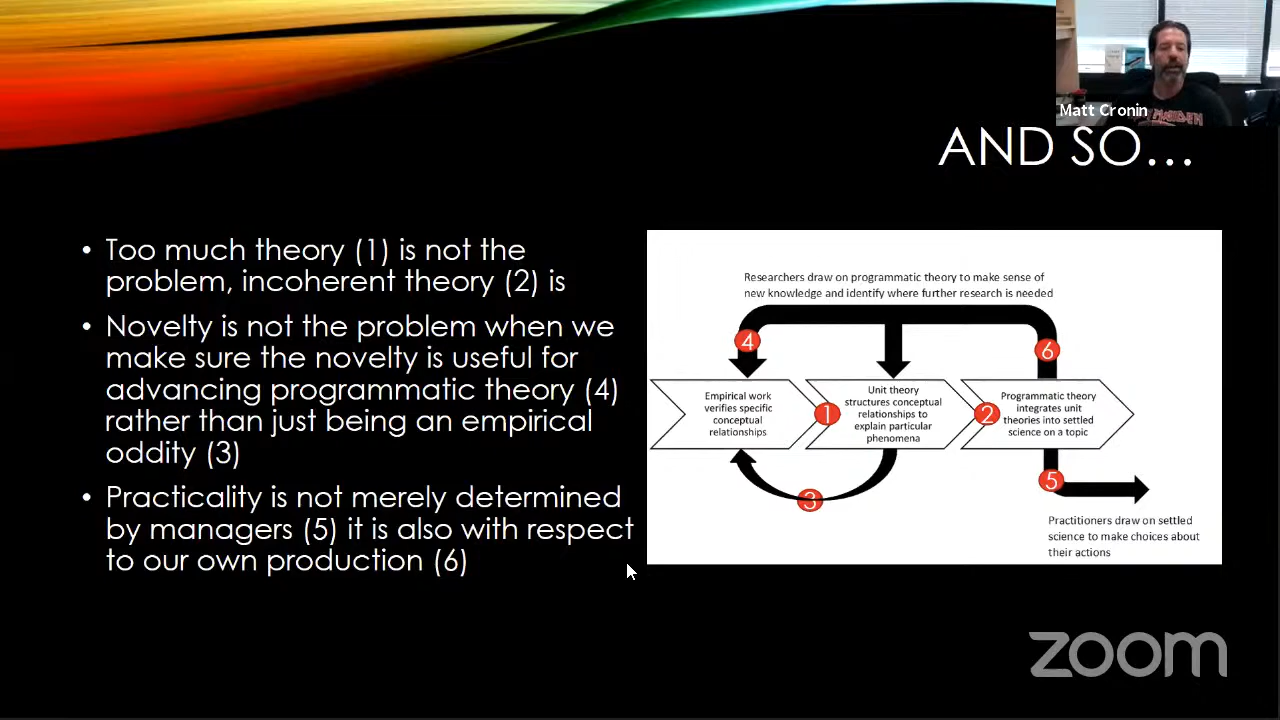 Matt Cronin
AND SO…
• Too much theory (1) is not the
problem, incoherent theory (2) is
• Novelty is not the problem when we
make sure the novelty is useful for
advancing programmatic theory (4)
rather than just being an empirical
oddity (3)
• Practicality is not merely determined
by managers (5) it is also with respect
to our own production (6)
Researchers draw on programmatic theory to make sense of
new knowledge and identify where further research is needed
4
6
Empirical work
verifies specific
conceptual
relationships
1
Unit theory
structures conceptual
relationships to
explain particular
phenomena
2
Programmatic theory
integrates unit
theories into settled
science on a topic
3
5
Practitioners draw on settled
science to make choices about
their actions
zoom